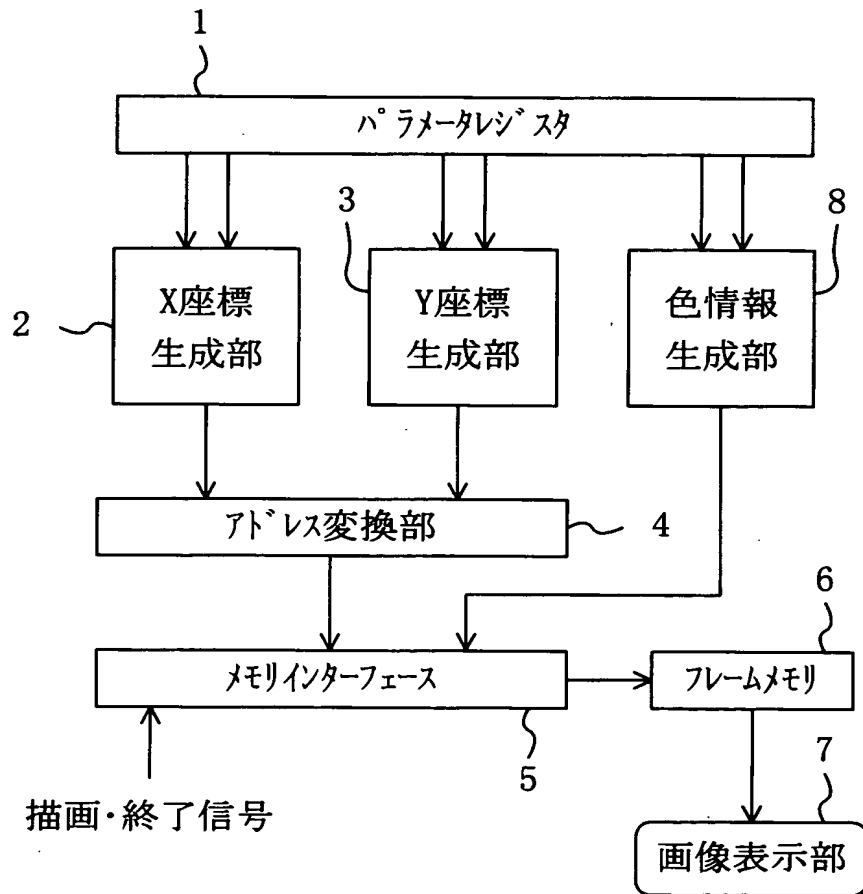 1
パラメータレジスタ
3
8
2
X座標
生成部
Y座標
生成部
色情報
生成部
アドレス変換部
4
6
メモリインターフェース
フレームメモリ
5
7
描画・終了信号
画像表示部